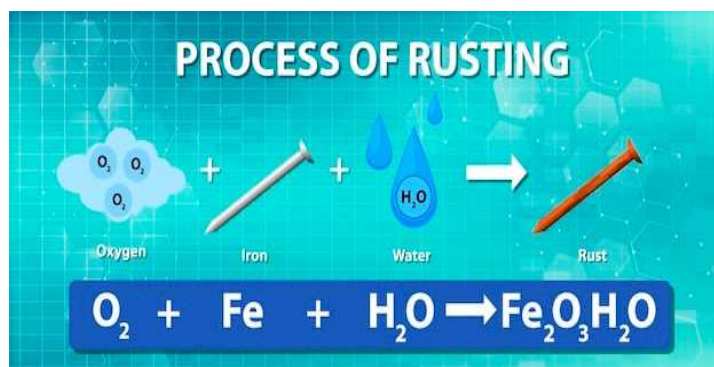 PROCESS OF RUSTING
O₂ O₂
O₂
+ + H₂O
Oxygen Iron Water Rust
O₂ + Fe + H₂O → Fe₂O₃H₂O